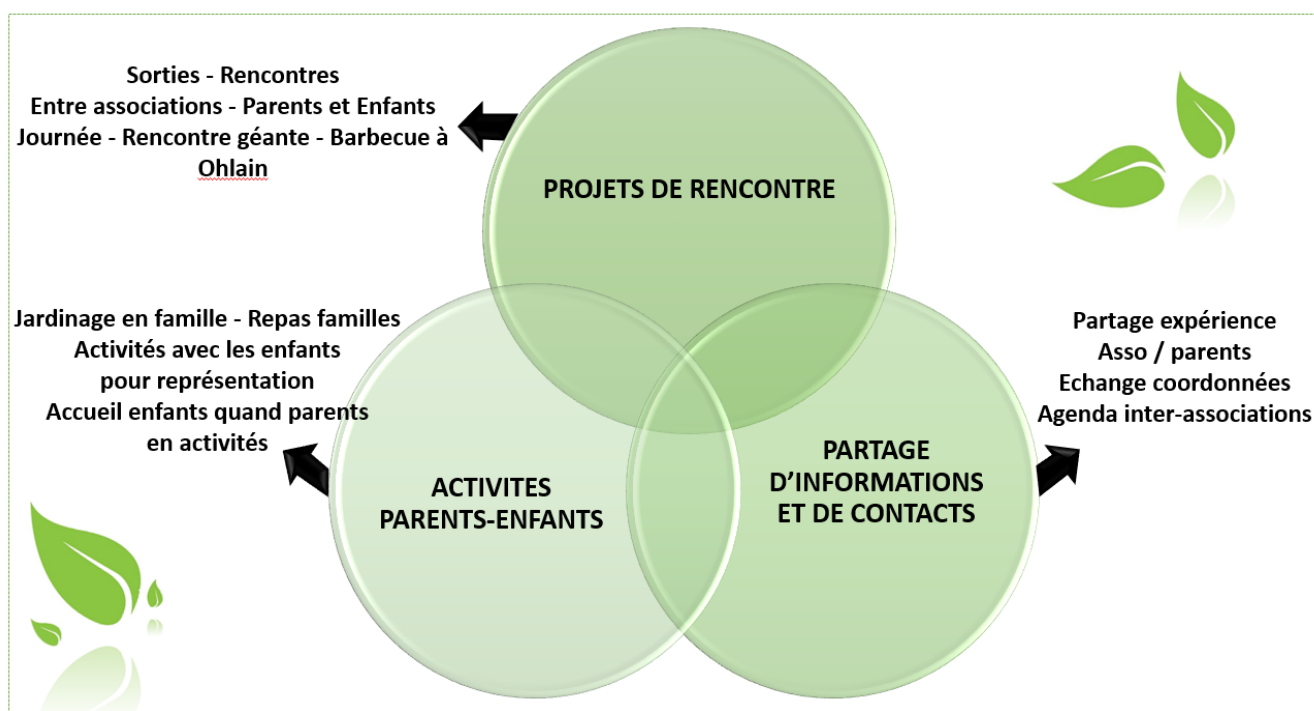 Sorties - Rencontres
Entre associations - Parents et Enfants
Journée - Rencontre géante - Barbecue à
Ohlain
PROJETS DE RENCONTRE
Jardinage en famille - Repas familles
Activités avec les enfants
pour représentation
Accueil enfants quand parents
en activités
Partage expérience
Asso / parents
Echange coordonnées
Agenda inter-associations
ACTIVITES
PARENTS-ENFANTS
PARTAGE
D’INFORMATIONS
ET DE CONTACTS